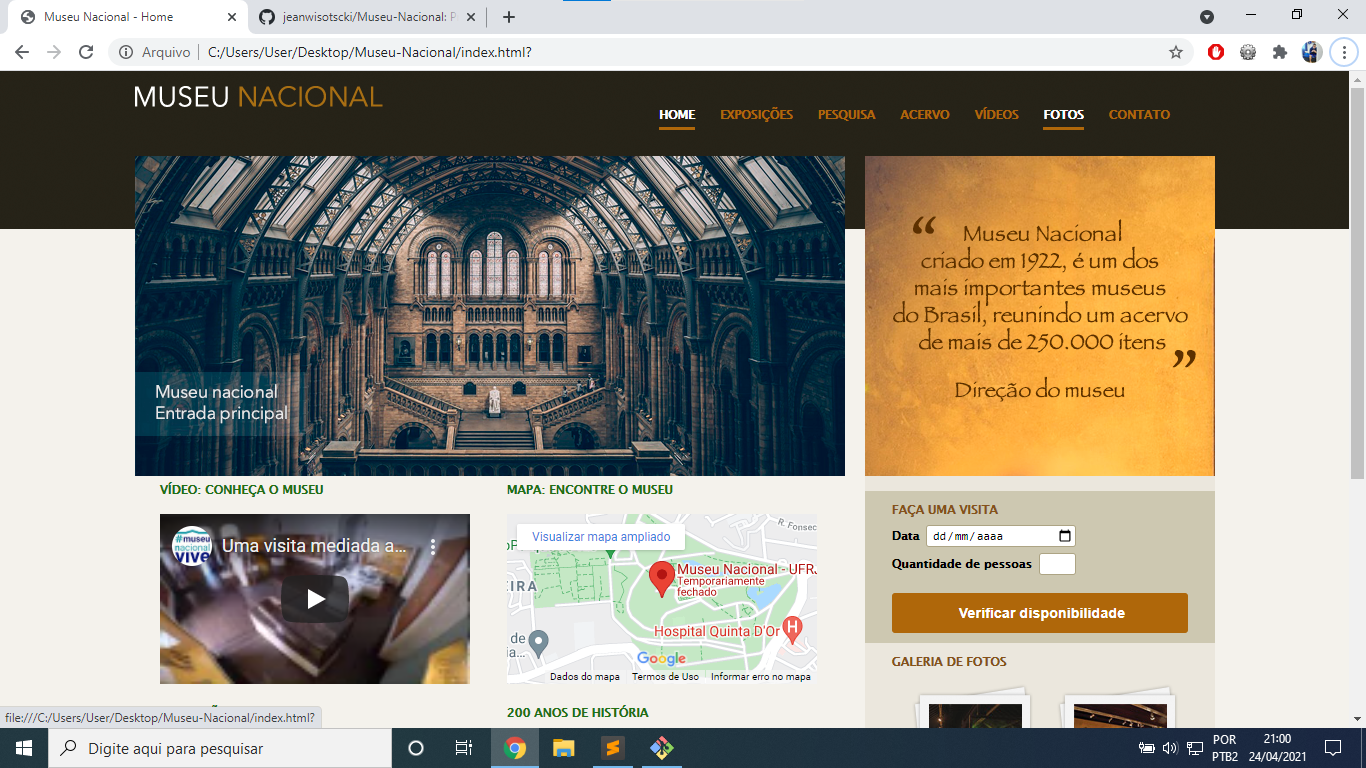 Museu Nacional - Home
jeanwisotscki/Museu-Nacional: P
Arquivo
C:/Users/User/Desktop/Museu-Nacional/index.html?
MUSEU NACIONAL
HOME
EXPOSIÇÕES
PESQUISA
ACERVO
VÍDEOS
FOTOS
CONTATO
Museu nacional
Entrada principal
“ Museu Nacional
criado em 1922, é um dos
mais importantes museus
do Brasil, reunindo um acervo
de mais de 250.000 itens ”
Direção do museu
VÍDEO: CONHEÇA O MUSEU
#museu
nacional
vive
Uma visita mediada a...
MAPA: ENCONTRE O MUSEU
Visualizar mapa ampliado
R. Fonsec
Museu Nacional - UFRJ
Temporariamente
fechado
EIRA
Hospital Quinta D'Or
H
de
ia...
Google
Dados do mapa
Termos de Uso
Informar erro no mapa
FAÇA UMA VISITA
Data
dd/mm/aaaa
Quantidade de pessoas
Verificar disponibilidade
GALERIA DE FOTOS
200 ANOS DE HISTÓRIA
file:///C:/Users/User/Desktop/Museu-Nacional/index.html?
Digite aqui para pesquisar
POR
PTB2
21:00
24/04/2021